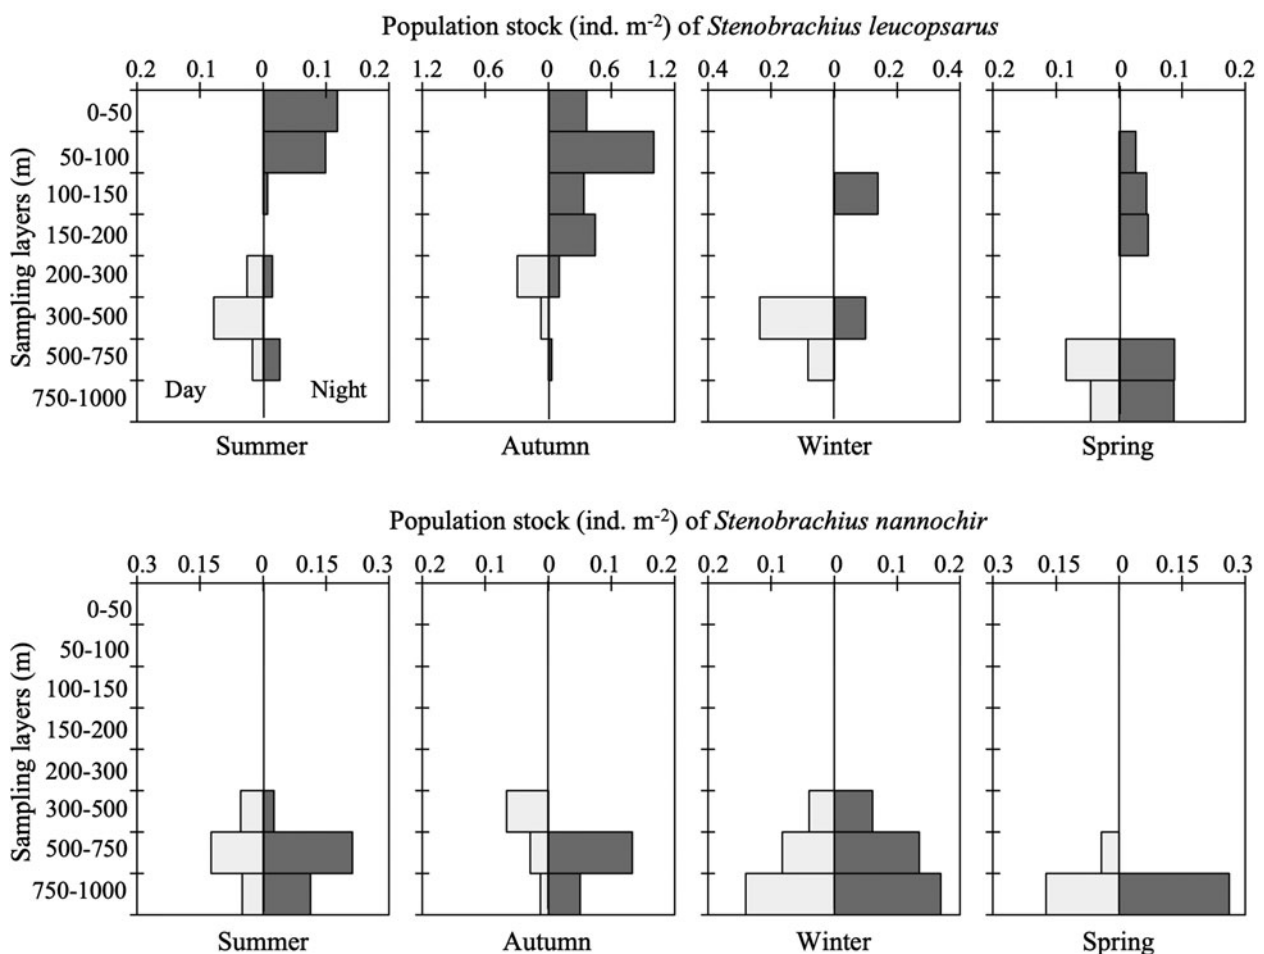 Population stock (ind. m-2) of Stenobrachius leucopsarus
0.2 0.1 0 0.1 0.2 1.2 0.6 0 0.6 1.2 0.4 0.2 0 0.2 0.4 0.1 0 0.1 0.2
Sampling layers (m)
0-50
50-100
100-150
150-200
200-300
300-500
500-750
750-1000
Day Night
Summer Autumn Winter Spring
Population stock (ind. m-2) of Stenobrachius nannochir
0.3 0.15 0 0.15 0.3 0.2 0.1 0 0.1 0.2 0.2 0.1 0 0.1 0.2 0.3 0.15 0 0.15 0.3
Sampling layers (m)
0-50
50-100
100-150
150-200
200-300
300-500
500-750
750-1000
Summer Autumn Winter Spring